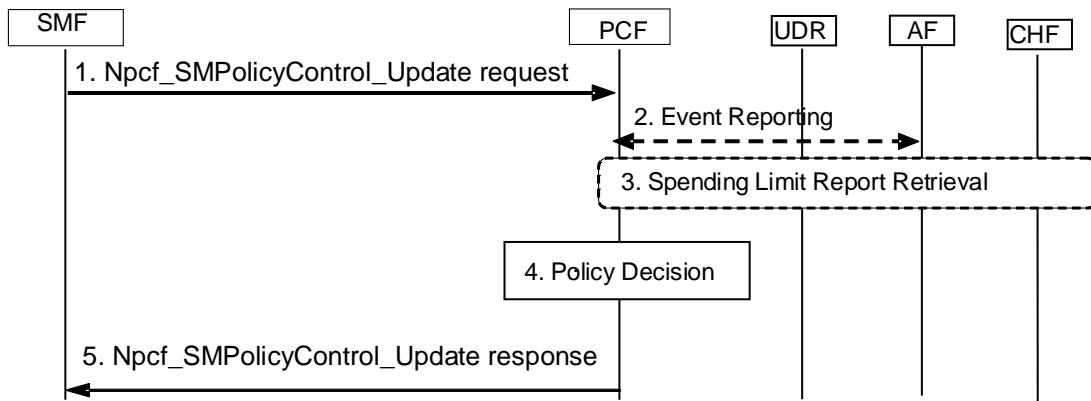 SMF
PCF
UDR
AF
CHF
1. Npcf_SMPolicyControl_Update request
2. Event Reporting
3. Spending Limit Report Retrieval
4. Policy Decision
5. Npcf_SMPolicyControl_Update response